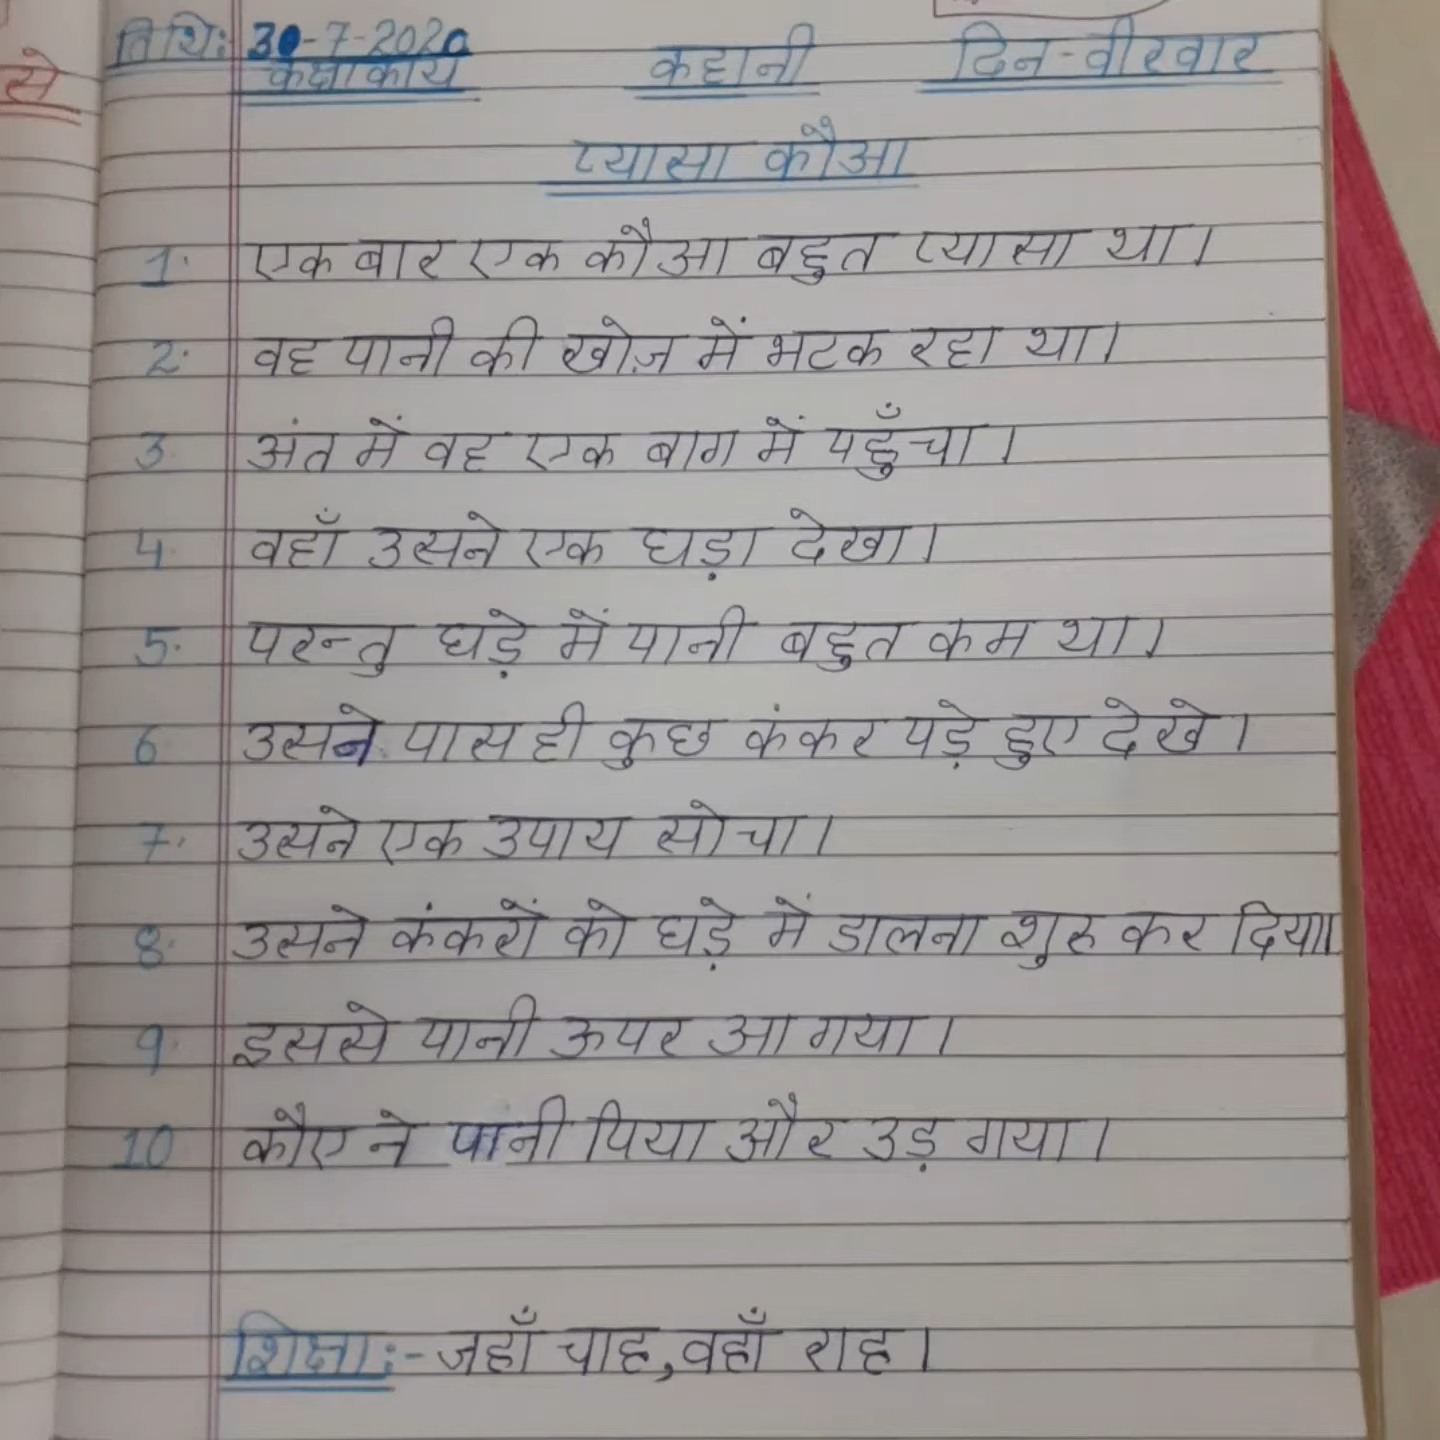 से
तिथि: 30-7-2020 कहानी दिन-वीरवार
कक्षाकार्य
प्यासा कौआ
1. एक बार एक कौआ बहुत प्यासा था।
2. वह पानी की खोज़ में भटक रहा था।
3. अंत में वह एक बाग में पहुँचा।
4. वहाँ उसने एक घड़ा देखा।
5. परन्तु घड़े में पानी बहुत कम था।
6 उसने पास ही कुछ कंकर पड़े हुए देखे।
7. उसने एक उपाय सोचा।
8. उसने कंकरों को घड़े में डालना शुरु कर दिया।
9. इससे पानी ऊपर आ गया।
10 कौए ने पानी पिया और उड़ गया।
शिक्षा:- जहाँ चाह, वहाँ राह।